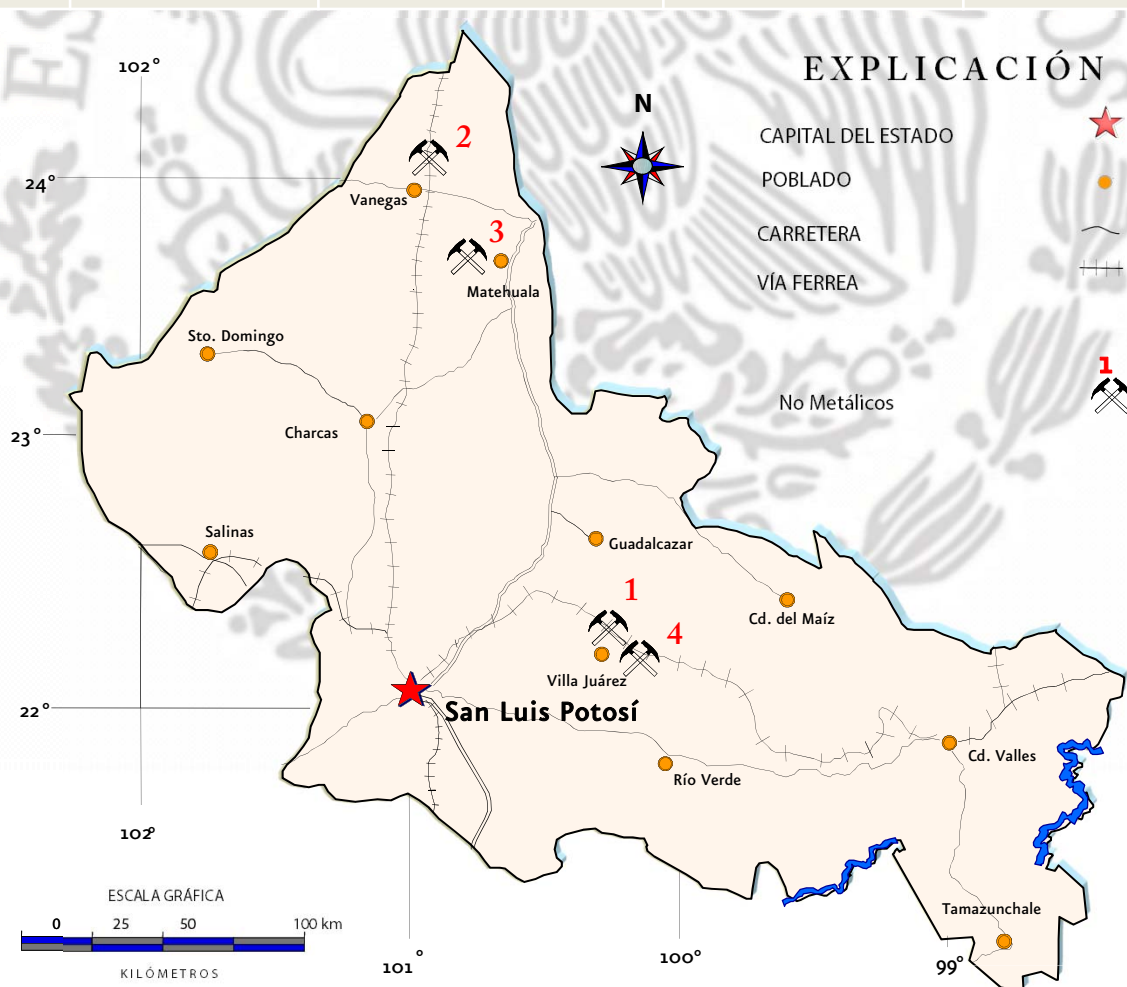 EXPLICACIÓN
102°
N
CAPITAL DEL ESTADO
2
24°
POBLADO
Vanegas
CARRETERA
3
VÍA FERREA
Matehuala
Sto. Domingo
1
No Metálicos
Charcas
23°
Salinas
Guadalcazar
1
Cd. del Maíz
4
Villa Juárez
22°
San Luis Potosí
Cd. Valles
Río Verde
102°
ESCALA GRÁFICA
0 25 50 100 km
KILÓMETROS
Tamazunchale
101°
100°
99°